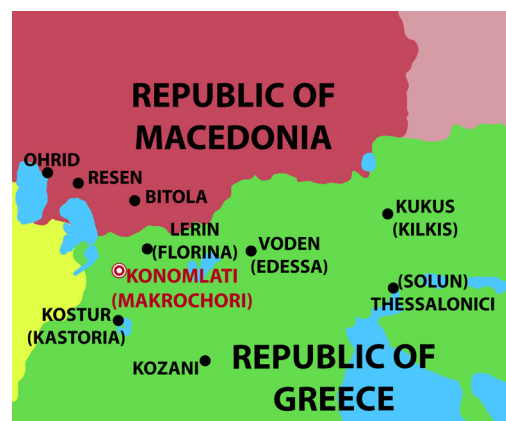 REPUBLIC OF
MACEDONIA
OHRID
RESEN
BITOLA
KUKUS
(KILKIS)
LERIN
(FLORINA)
VODEN
(EDESSA)
KONOMLATI
(MAKROCHORI)
(SOLUN)
THESSALONICI
KOSTUR
(KASTORIA)
KOZANI
REPUBLIC OF
GREECE